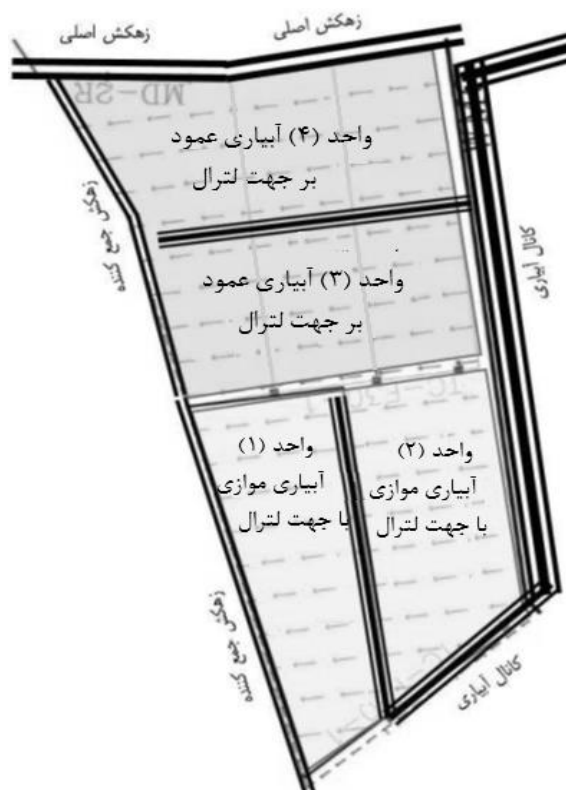 زهکش اصلی
زهکش اصلی
MD-SR
واحد (۴) آبیاری عمود
بر جهت لترال
زهکش جمع کننده
کانال آبیاری
واحد (۳) آبیاری عمود
بر جهت لترال
واحد (۱)
آبیاری موازی
با جهت لترال
واحد (۲)
آبیاری موازی
با جهت لترال
زهکش جمع کننده
کانال آبیاری